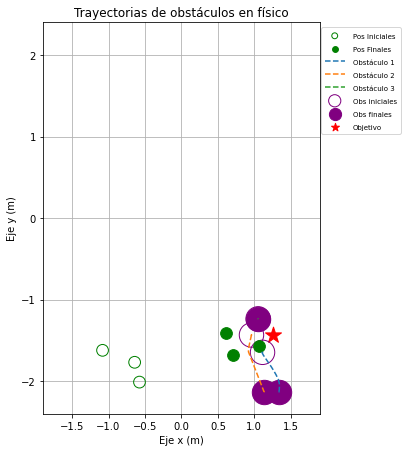 Trayectorias de obstáculos en físico
Pos Iniciales
Pos Finales
Obstáculo 1
Obstáculo 2
Obstáculo 3
Obs Iniciales
Obs finales
Objetivo
Eje y (m)
2
1
0
−1
−2
−1.5
−1.0
−0.5
0.0
0.5
1.0
1.5
Eje x (m)